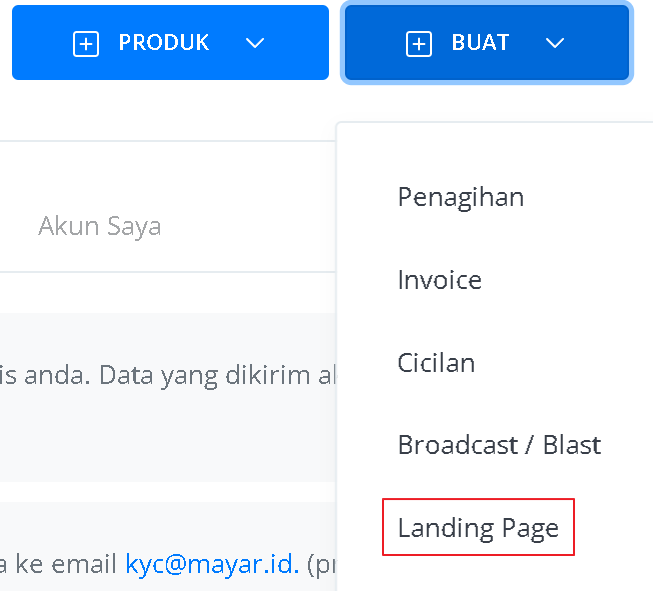 PRODUK
BUAT
Penagihan
Akun Saya
Invoice
Cicilan
is anda. Data yang dikirim
Broadcast / Blast
Landing Page
ke email kyc@mayar.id.